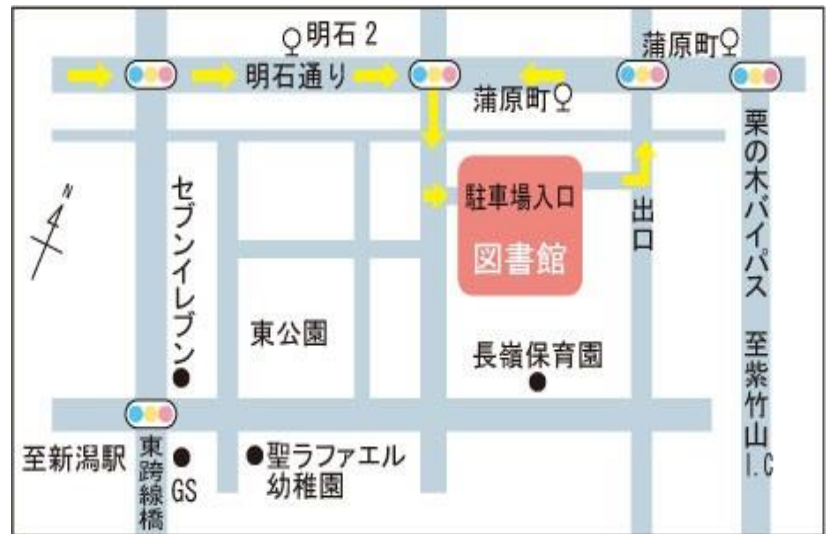 明石2
蒲原町
明石通り
蒲原町
栗の木バイパス 至紫竹山I.C
N
セブンイレブン
駐車場入口
図書館
出口
東公園
長嶺保育園
至新潟駅
東跨線橋
GS
聖ラファエル
幼稚園